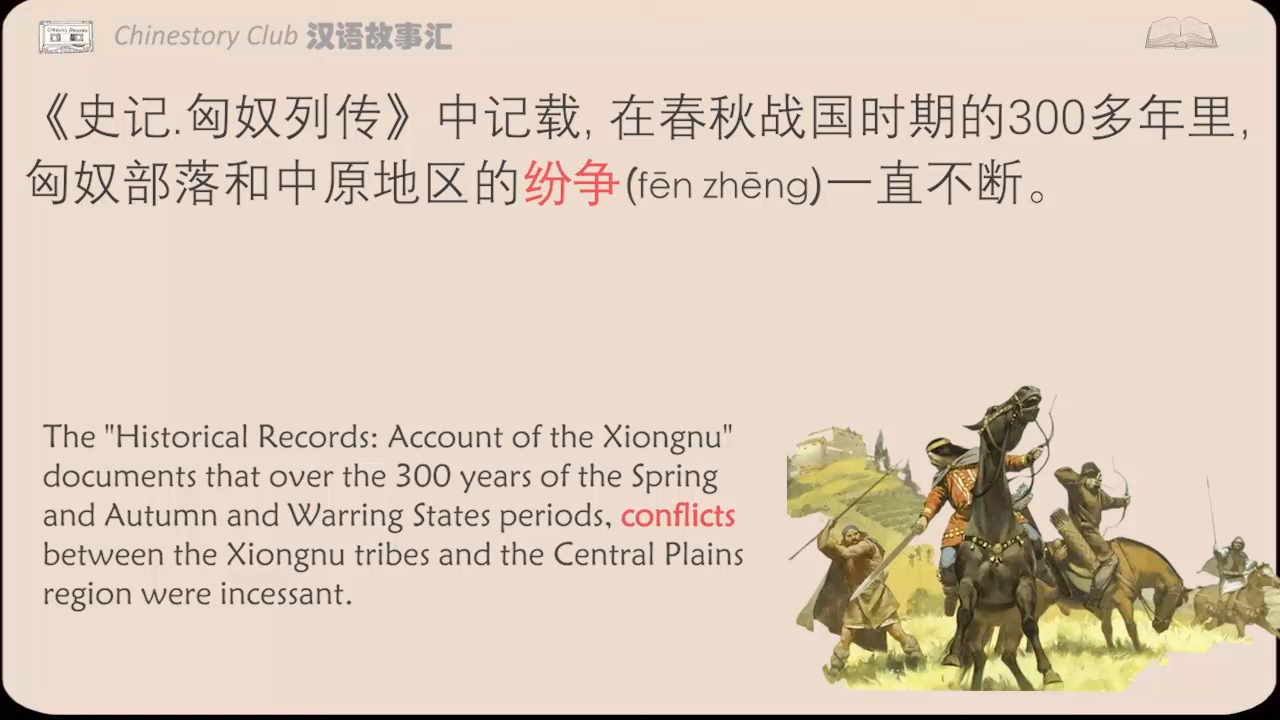 Classics Records
Chinestory Club 汉语故事汇
《史记.匈奴列传》中记载, 在春秋战国时期的300多年里,
匈奴部落和中原地区的纷争(fēn zhēng)一直不断。
The "Historical Records: Account of the Xiongnu"
documents that over the 300 years of the Spring
and Autumn and Warring States periods, conflicts
between the Xiongnu tribes and the Central Plains
region were incessant.